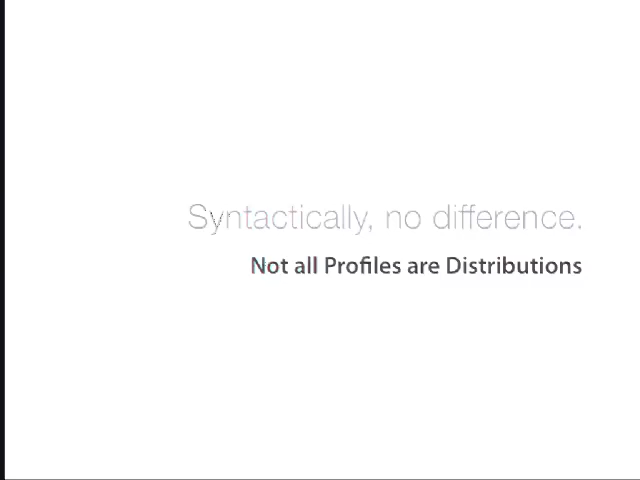 Syntactically, no difference.
Not all Profiles are Distributions